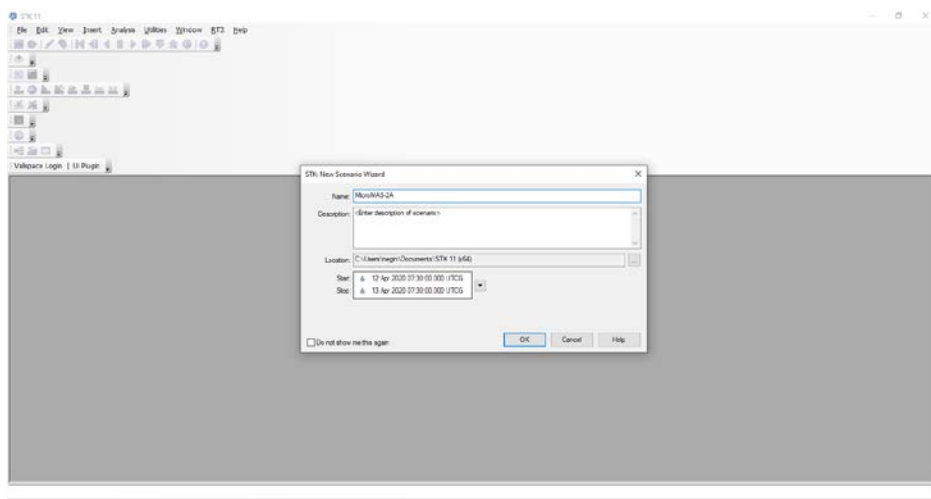 STK 11
File Edit View Insert Analysis Utilities Window RT3 Help
Valispace Login | UI Plugin
STK: New Scenario Wizard
Name: MicroMAS-2A
Description: <Enter description of scenario>
Location: C:\Users\negin\Documents\STK 11 (x64) ...
Start: 12 Apr 2020 07:30:00.000 UTCG
Stop: 13 Apr 2020 07:30:00.000 UTCG
Do not show me this again OK Cancel Help